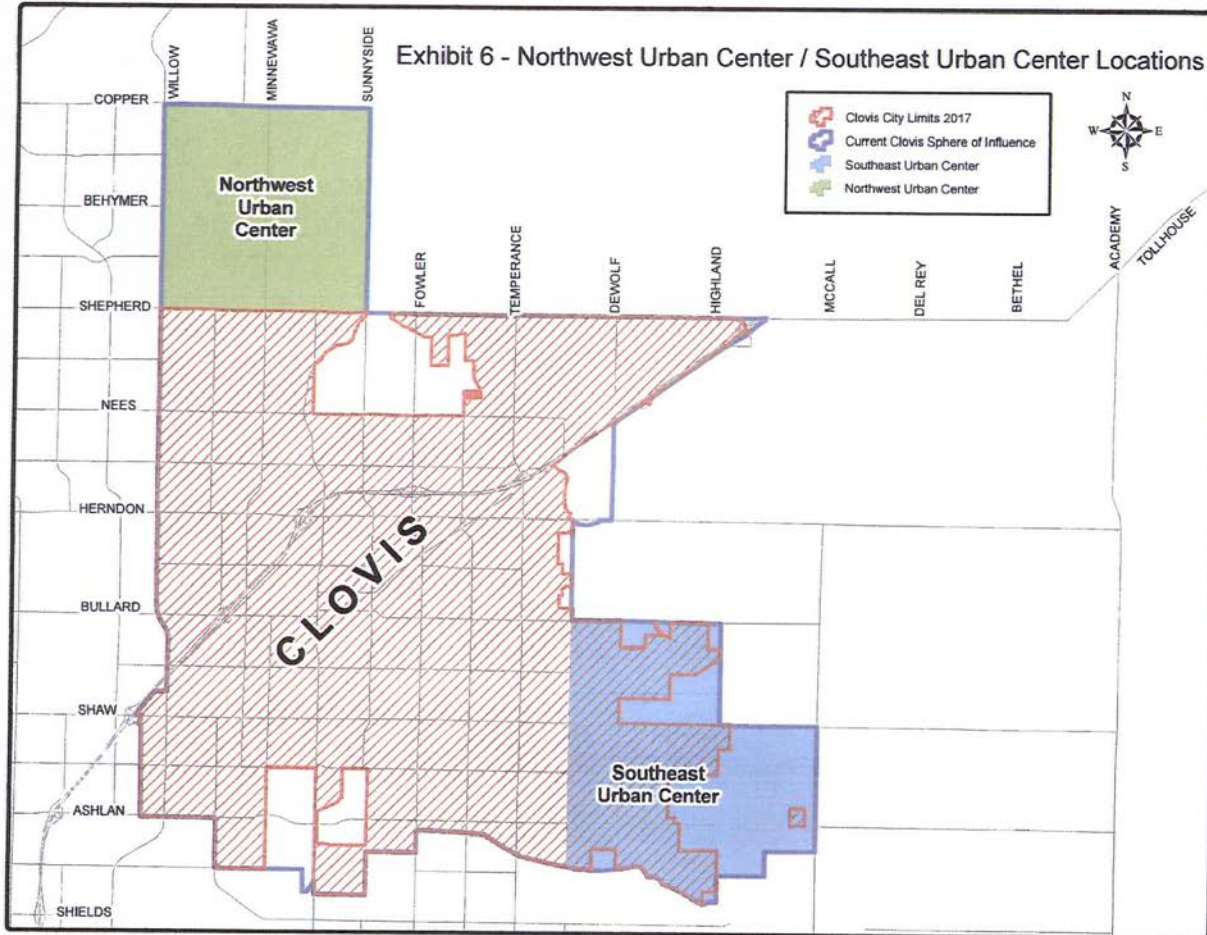 Exhibit 6 - Northwest Urban Center / Southeast Urban Center Locations
WILLOW
MINNEWAWA
SUNNYSIDE
Clovis City Limits 2017
Current Clovis Sphere of Influence
Southeast Urban Center
Northwest Urban Center
N
W
E
S
COPPER
BEHYMER
SHEPHERD
NEES
HERNDON
BULLARD
SHAW
ASHLAN
SHIELDS
Northwest
Urban
Center
FOWLER
TEMPERANCE
DEWOLF
HIGHLAND
MCCALL
DEL REY
BETHEL
ACADEMY
TOLLHOUSE
CLOVIS
Southeast
Urban Center